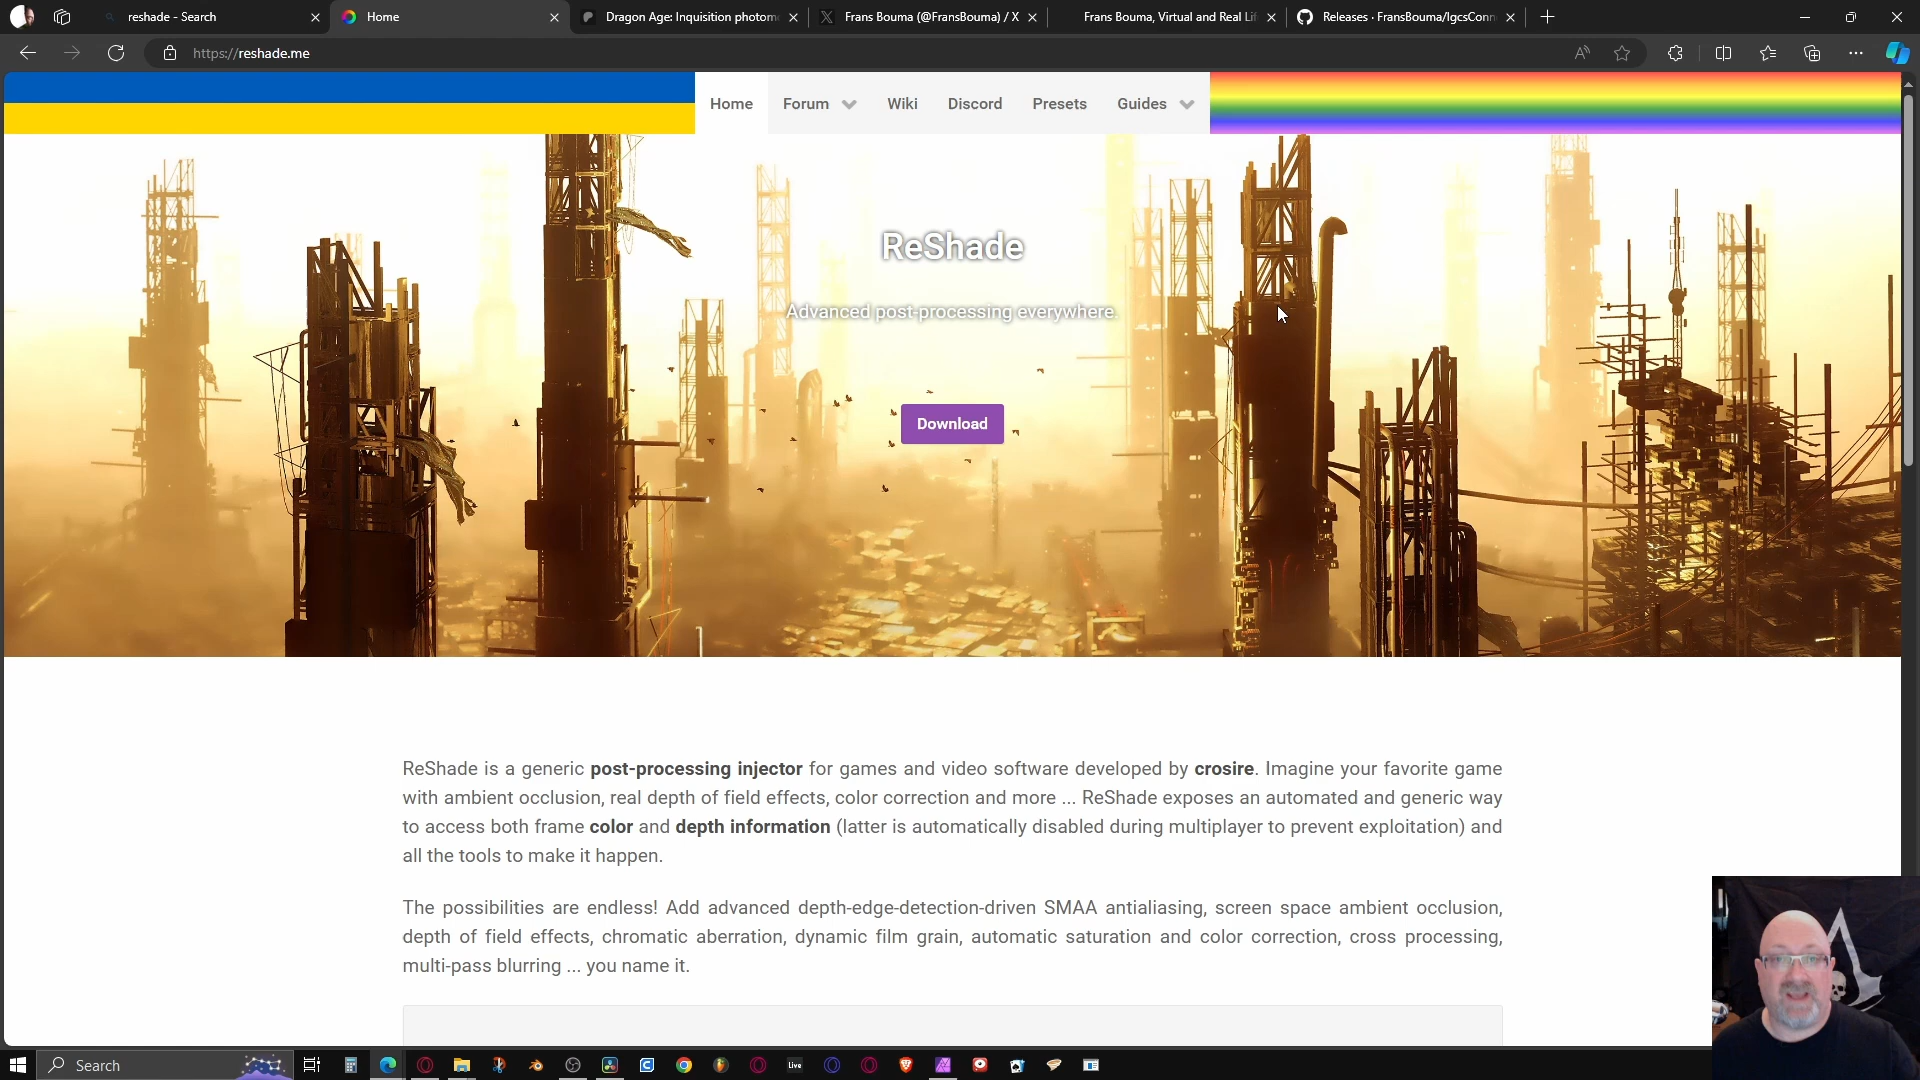 reshade - Search
Home
Dragon Age: Inquisition photom
Frans Bouma (@FransBouma) / X
Frans Bouma, Virtual and Real Lif
Releases · FransBouma/IgcsConn
https://reshade.me
Home
Forum
Wiki
Discord
Presets
Guides
ReShade
Advanced post-processing everywhere.
Download
ReShade is a generic post-processing injector for games and video software developed by crosire. Imagine your favorite game
with ambient occlusion, real depth of field effects, color correction and more ... ReShade exposes an automated and generic way
to access both frame color and depth information (latter is automatically disabled during multiplayer to prevent exploitation) and
all the tools to make it happen.
The possibilities are endless! Add advanced depth-edge-detection-driven SMAA antialiasing, screen space ambient occlusion,
depth of field effects, chromatic aberration, dynamic film grain, automatic saturation and color correction, cross processing,
multi-pass blurring ... you name it.
Search
Live